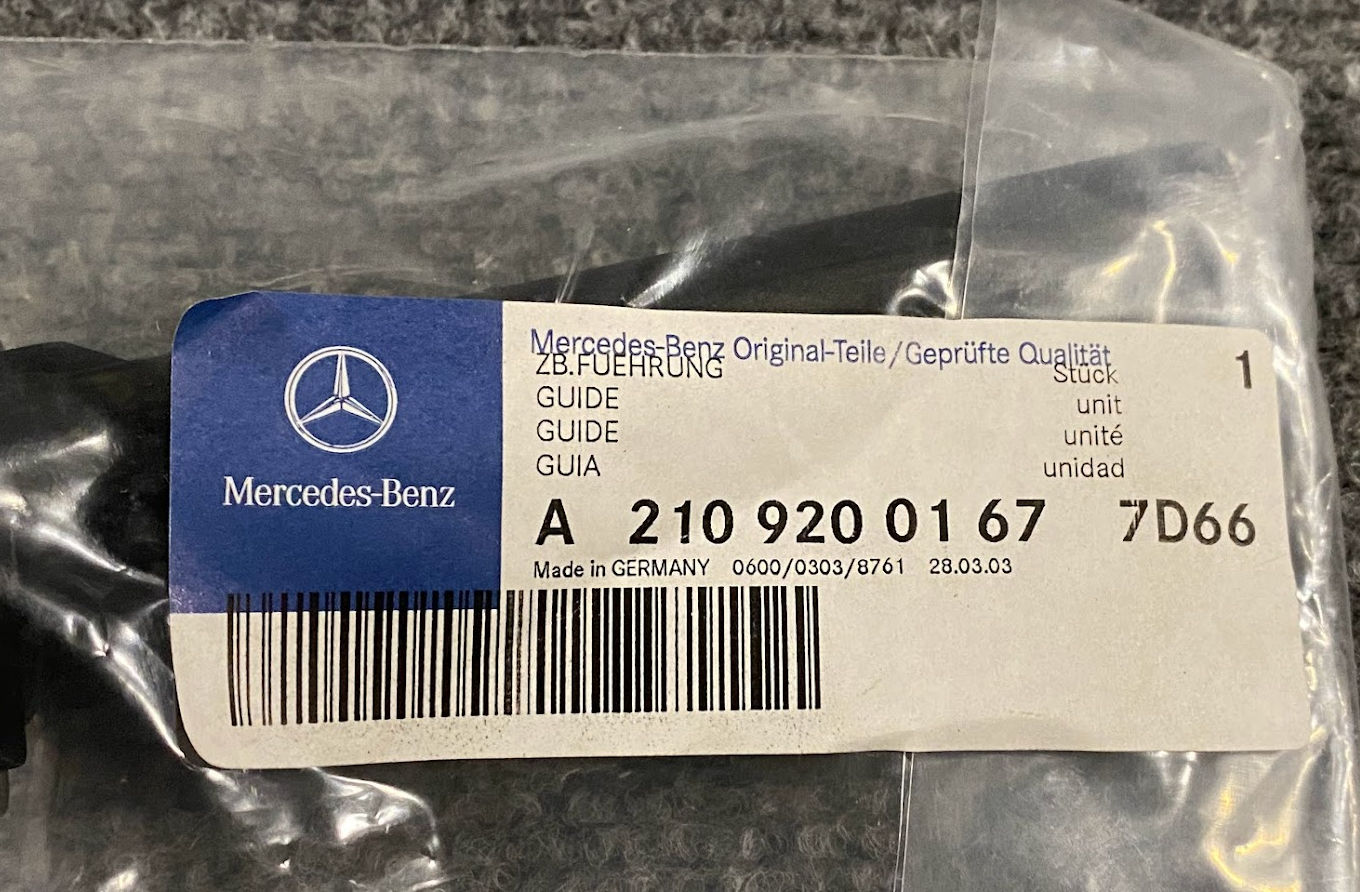 Mercedes-Benz
Mercedes-Benz Original-Teile/Geprüfte Qualität
ZB.FUEHRUNG Stück 1
GUIDE unit
GUIDE unité
GUIA unidad
A 210 920 01 67 7D66
Made in GERMANY 0600/0303/8761 28.03.03